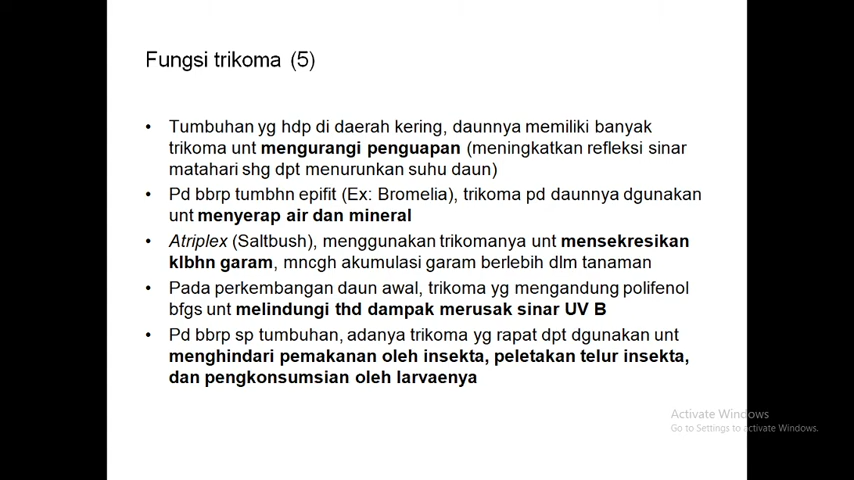 Fungsi trikoma (5)
• Tumbuhan yg hdp di daerah kering, daunnya memiliki banyak
trikoma unt mengurangi penguapan (meningkatkan refleksi sinar
matahari shg dpt menurunkan suhu daun)
• Pd bbrp tumbhn epifit (Ex: Bromelia), trikoma pd daunnya dgunakan
unt menyerap air dan mineral
• Atriplex (Saltbush), menggunakan trikomanya unt mensekresikan
klbhn garam, mncgh akumulasi garam berlebih dlm tanaman
• Pada perkembangan daun awal, trikoma yg mengandung polifenol
bfgs unt melindungi thd dampak merusak sinar UV B
• Pd bbrp sp tumbuhan, adanya trikoma yg rapat dpt dgunakan unt
menghindari pemakanan oleh insekta, peletakan telur insekta,
dan pengkonsumsian oleh larvaenya
Activate Windows
Go to Settings to activate Windows.